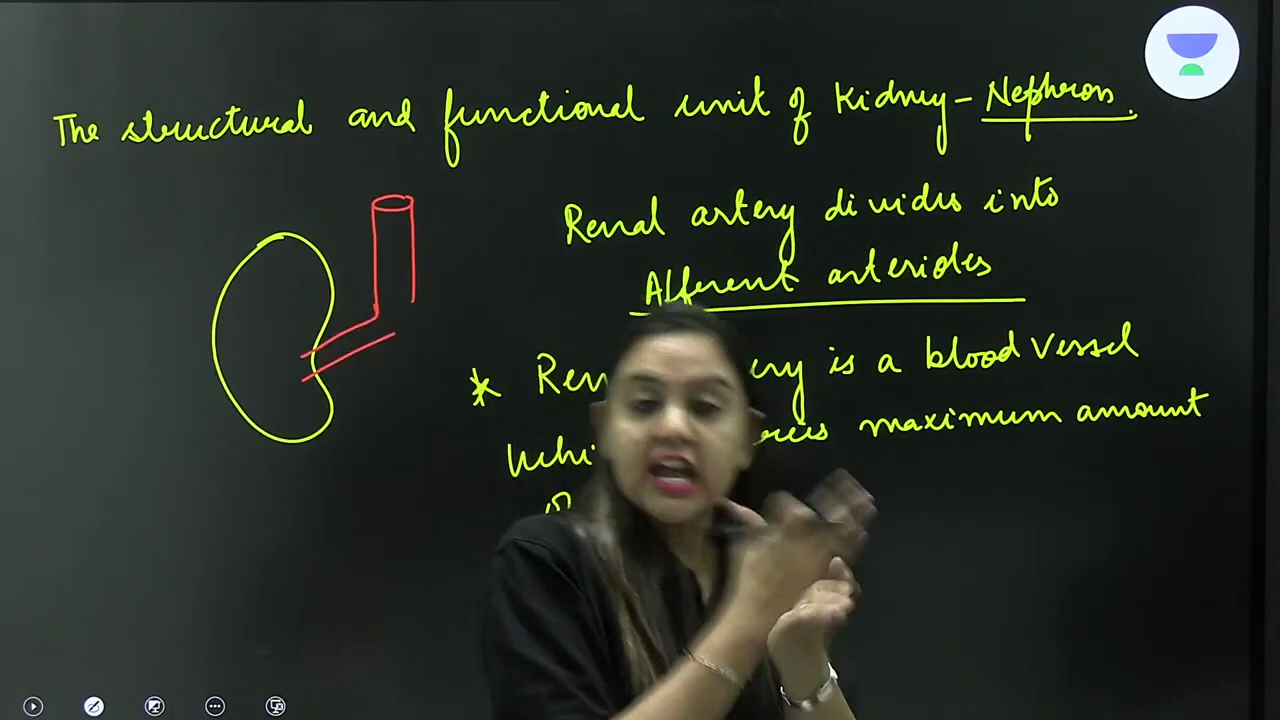 The structural and functional unit of Kidney - Nephron.
Renal artery divides into
Afferent arterioles
* Ren ery is a blood vessel
Whi maximum amount